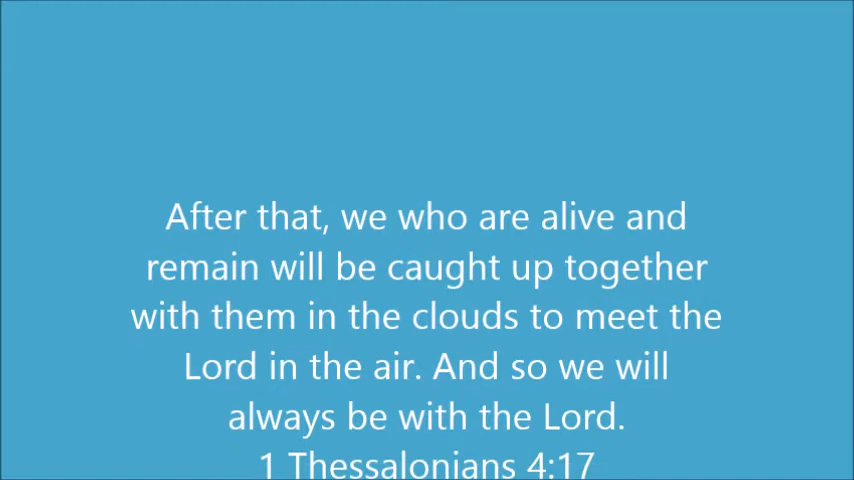 After that, we who are alive and
remain will be caught up together
with them in the clouds to meet the
Lord in the air. And so we will
always be with the Lord.
1 Thessalonians 4:17